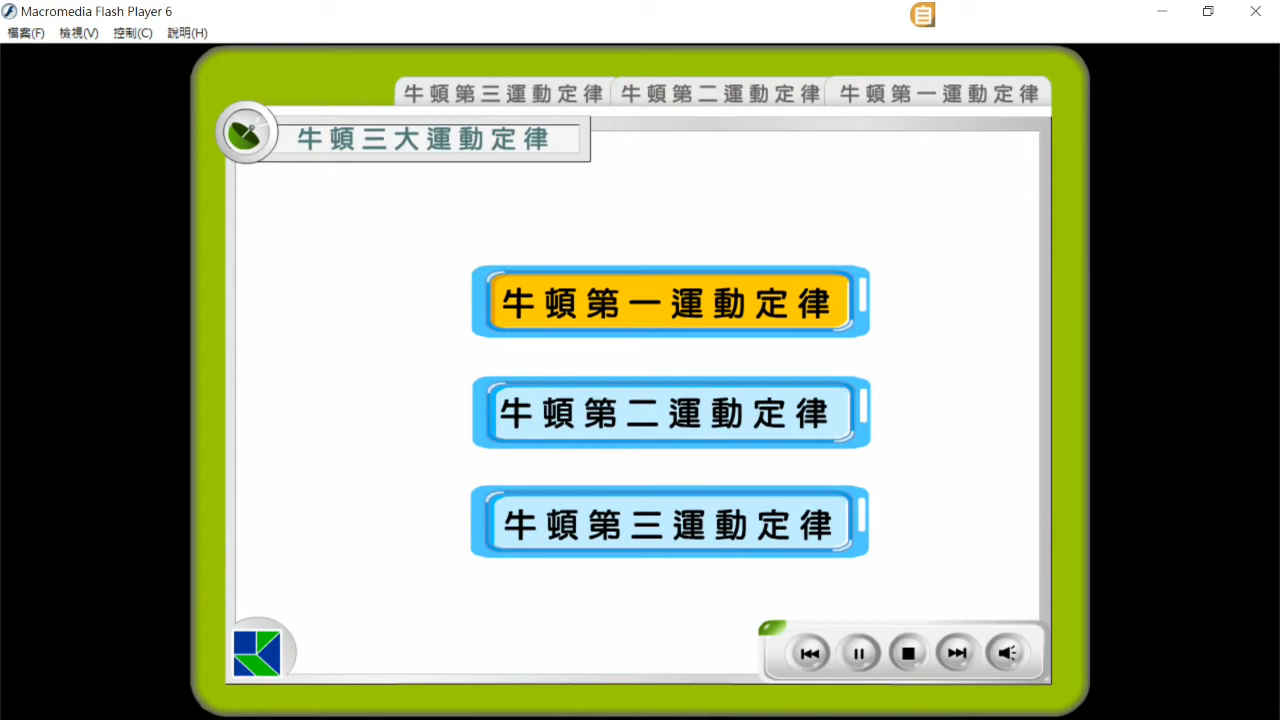 Macromedia Flash Player 6
檔案(F) 檢視(V) 控制(C) 說明(H)
牛頓第三運動定律 牛頓第二運動定律 牛頓第一運動定律
牛頓三大運動定律
牛頓第一運動定律
牛頓第二運動定律
牛頓第三運動定律